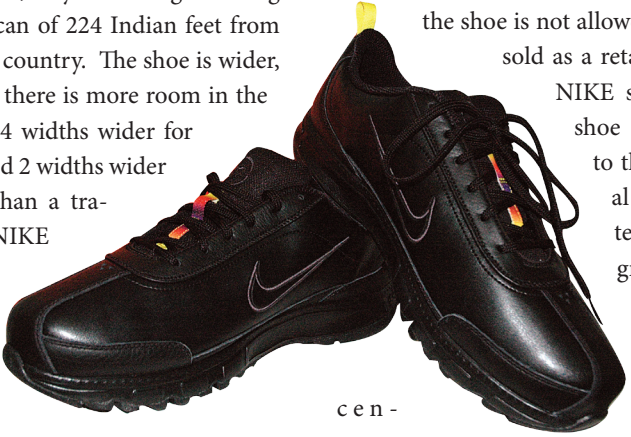 can of 224 Indian feet from
country. The shoe is wider,
there is more room in the
4 widths wider for
d 2 widths wider
han a tra-
NIKE
the shoe is not allow
sold as a reta
NIKE s
shoe
to th
al
te
cen-